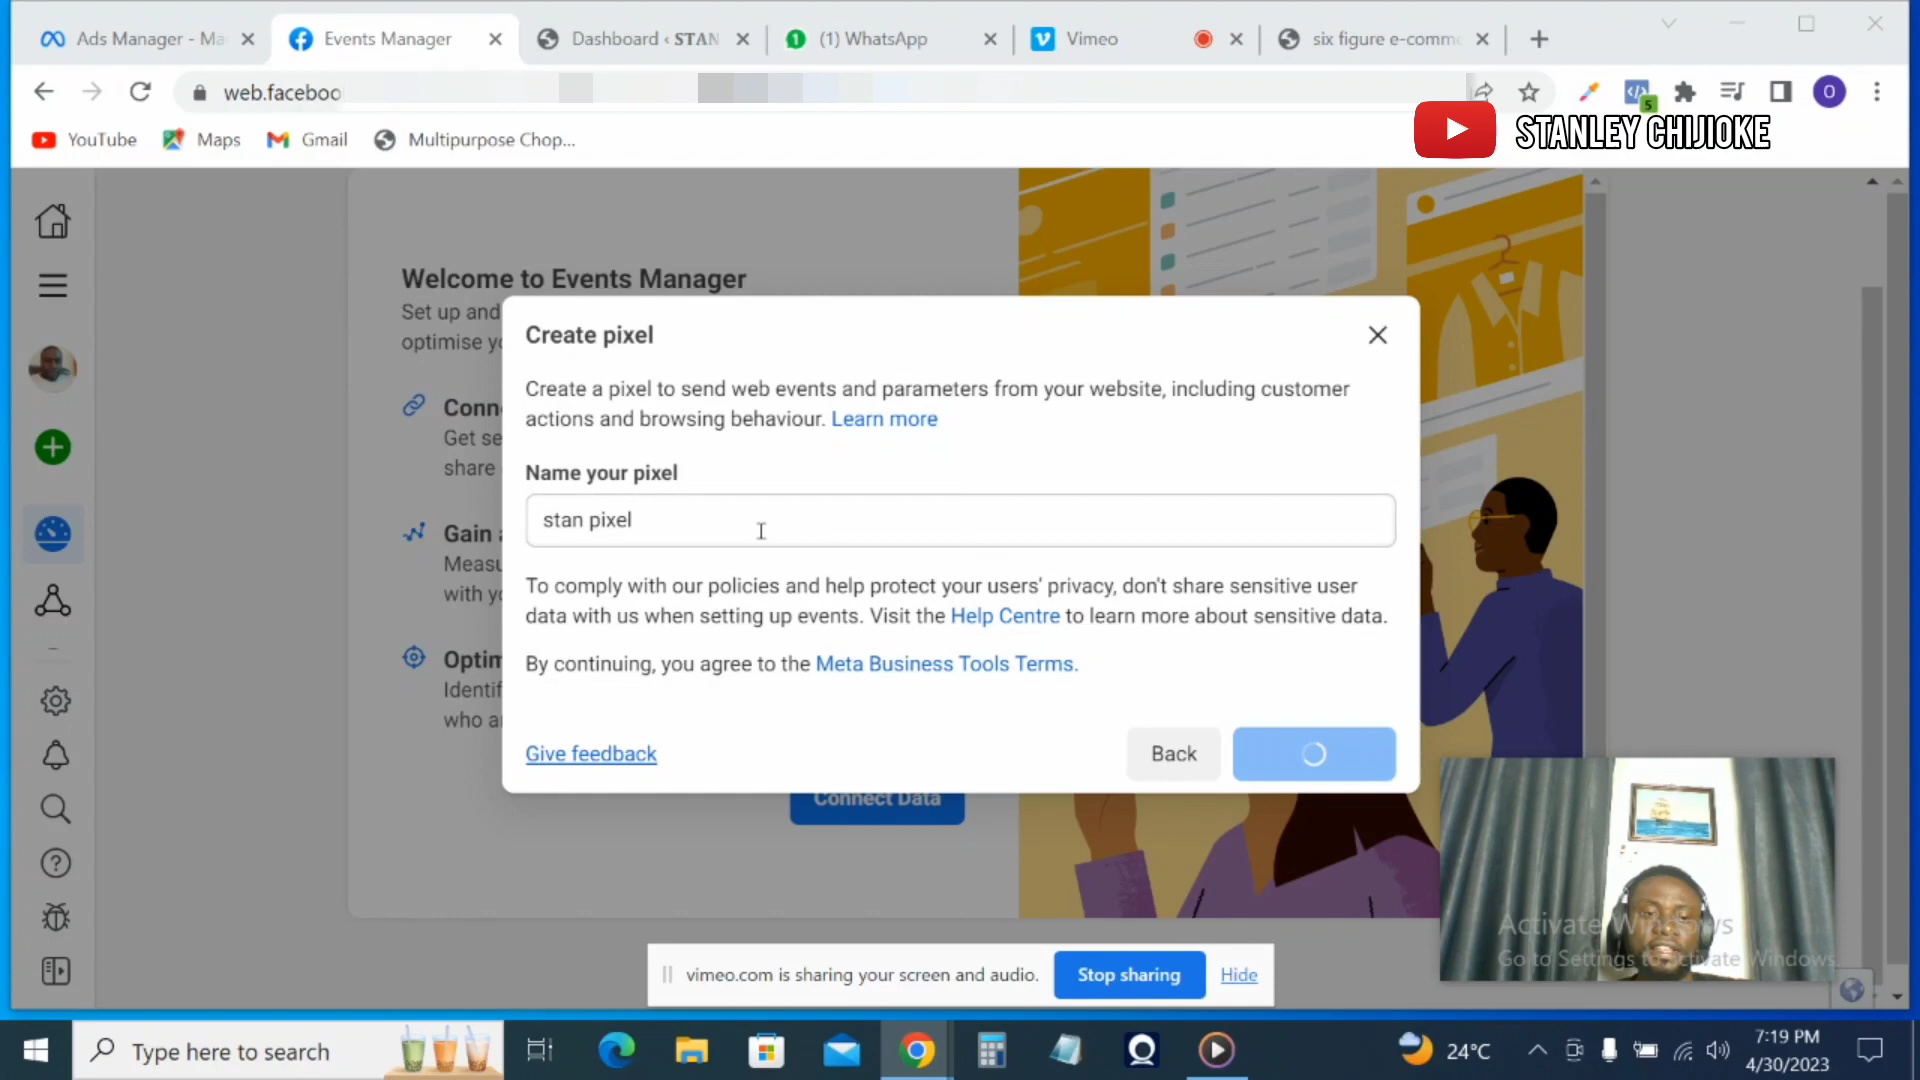 Ads Manager - Ma
Events Manager
Dashboard ‹ STAN
(1) WhatsApp
Vimeo
six figure e-comme
web.faceboo
5
O
YouTube
Maps
Gmail
Multipurpose Chop...
STANLEY CHIJIOKE
Welcome to Events Manager
Set up and
optimise yo
Conn
Get se
share
Gain a
Measu
with yo
Optim
Identif
who a
Connect Data
Create pixel
Create a pixel to send web events and parameters from your website, including customer
actions and browsing behaviour. Learn more
Name your pixel
stan pixel
To comply with our policies and help protect your users' privacy, don't share sensitive user
data with us when setting up events. Visit the Help Centre to learn more about sensitive data.
By continuing, you agree to the Meta Business Tools Terms.
Give feedback
Back
Activate Windows
Go to Settings to activate Windows.
vimeo.com is sharing your screen and audio.
Stop sharing
Hide
Type here to search
24°C
7:19 PM
4/30/2023